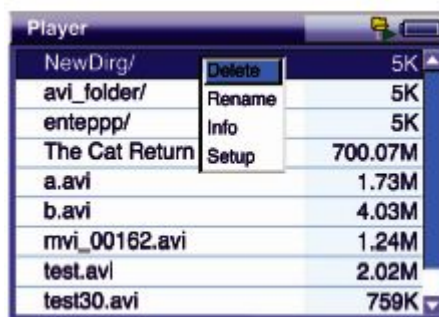 Player
NewDirg/ 5K
avi_folder/ 5K
enteppp/ 5K
The Cat Return 700.07M
a.avi 1.73M
b.avi 4.03M
mvi_00162.avi 1.24M
test.avi 2.02M
test30.avi 759K
Delete
Rename
Info
Setup